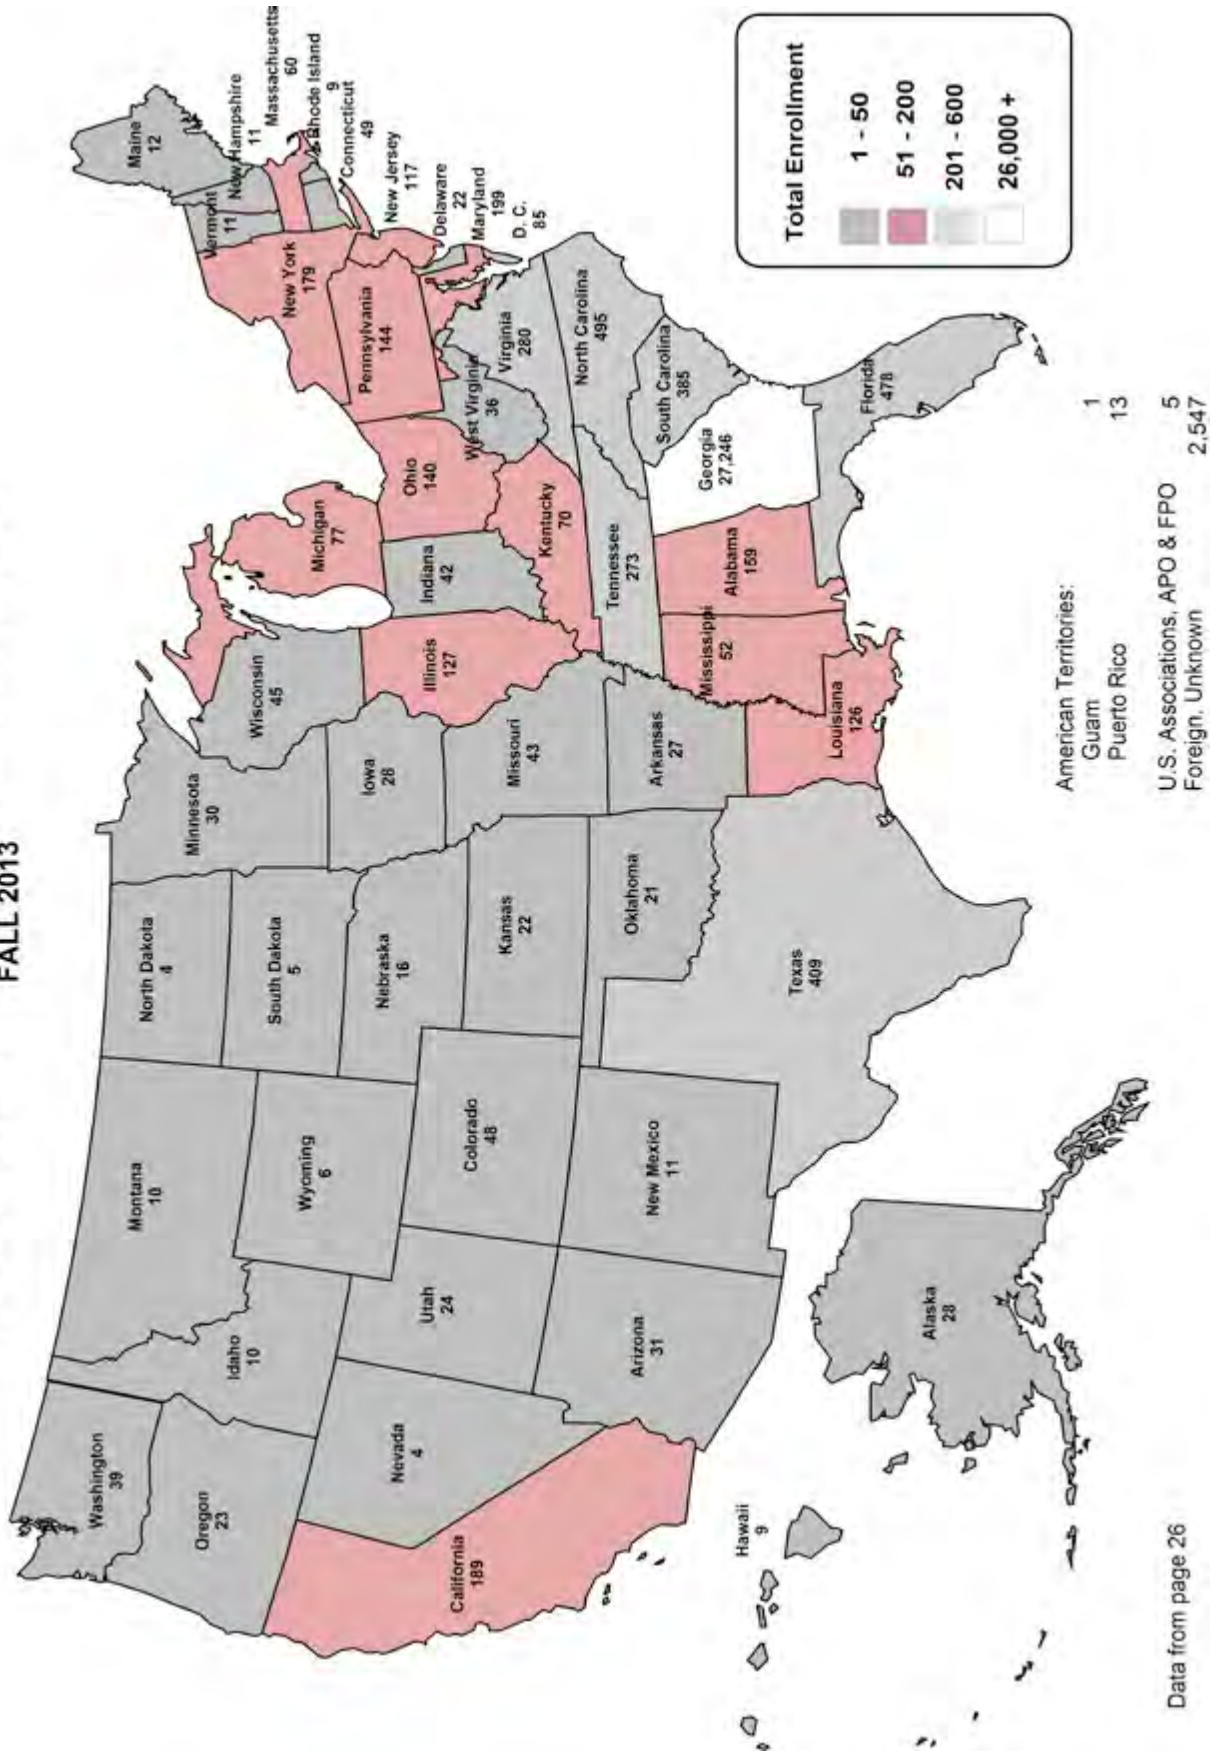 FALL 2013
Washington
39
Oregon
23
California
189
Nevada
4
Idaho
10
Montana
10
Wyoming
6
Utah
24
Arizona
31
Colorado
48
New Mexico
11
North Dakota
4
South Dakota
5
Nebraska
16
Kansas
22
Oklahoma
21
Texas
409
Minnesota
30
Iowa
28
Missouri
43
Arkansas
27
Louisiana
126
Wisconsin
45
Illinois
127
Michigan
77
Indiana
42
Ohio
140
Kentucky
70
Tennessee
273
Mississippi
52
Alabama
159
Georgia
27,246
Florida
478
South Carolina
385
North Carolina
495
Virginia
280
West Virginia
36
Pennsylvania
144
New York
179
Vermont
11
New Hampshire
11
Maine
12
Massachusetts
60
Rhode Island
9
Connecticut
49
New Jersey
117
Delaware
22
Maryland
199
D. C.
85
Alaska
28
Hawaii
9
Total Enrollment
1 - 50
51 - 200
201 - 600
26,000 +
American Territories:
Guam 1
Puerto Rico 13
U.S. Associations, APO & FPO 5
Foreign, Unknown 2,547
Data from page 26